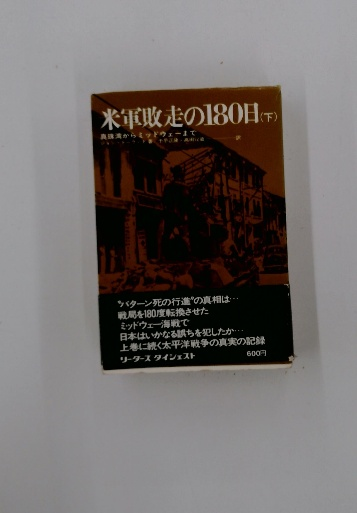 米軍敗走の180日(下)
真珠湾からミッドウェーまで
訳
“バターン死の行進”の真相は…
戦局を180度転換させた
ミッドウェー海戦で
日本はいかなる誤ちを犯したか…
上巻に続く太平洋戦争の真実の記録
リーダーズ ダイジェスト
600円